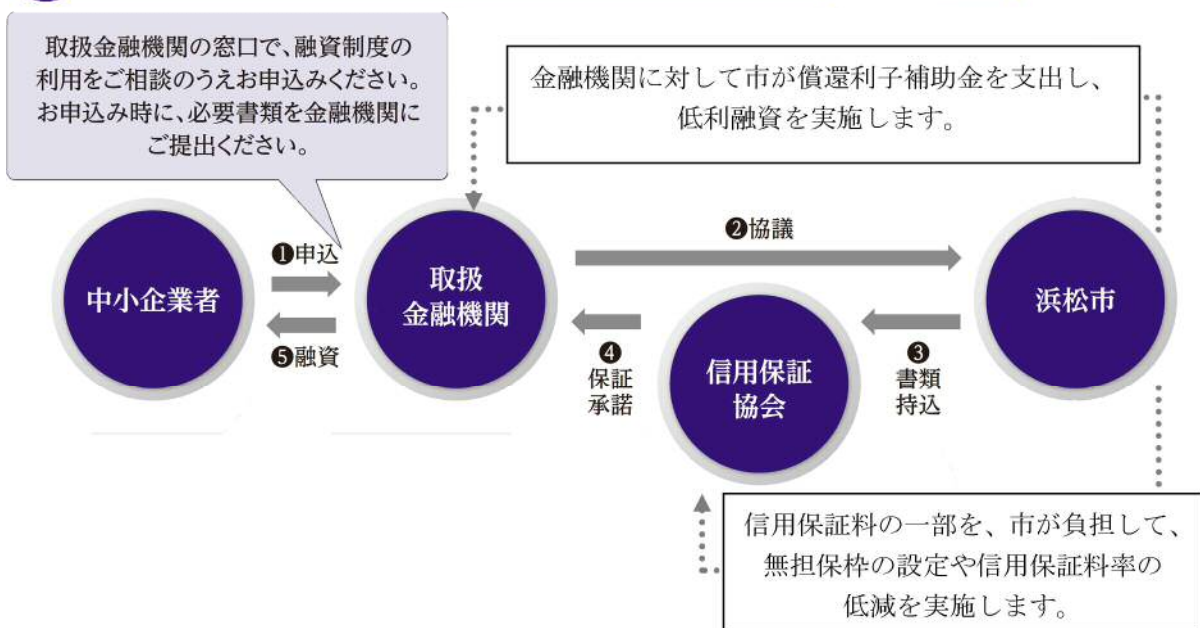 取扱金融機関の窓口で、融資制度の
利用をご相談のうえお申込みください。
お申込み時に、必要書類を金融機関に
ご提出ください。
金融機関に対して市が償還利子補助金を支出し、
低利融資を実施します。
中小企業者
❶申込
❺融資
取扱
金融機関
❷協議
❹
保証
承諾
信用保証
協会
❸
書類
持込
浜松市
信用保証料の一部を、市が負担して、
無担保枠の設定や信用保証料率の
低減を実施します。